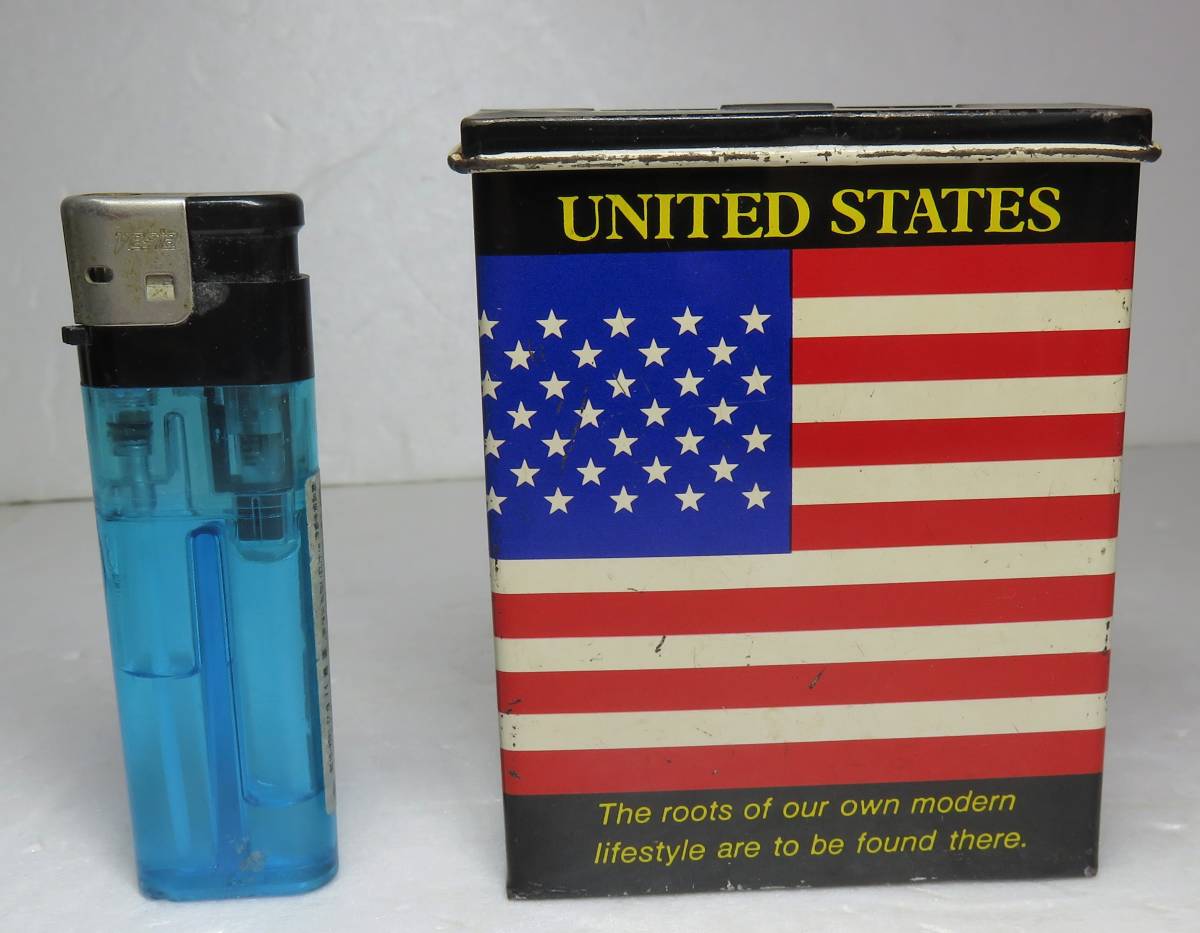 UNITED STATES
The roots of our own modern
lifestyle are to be found there.